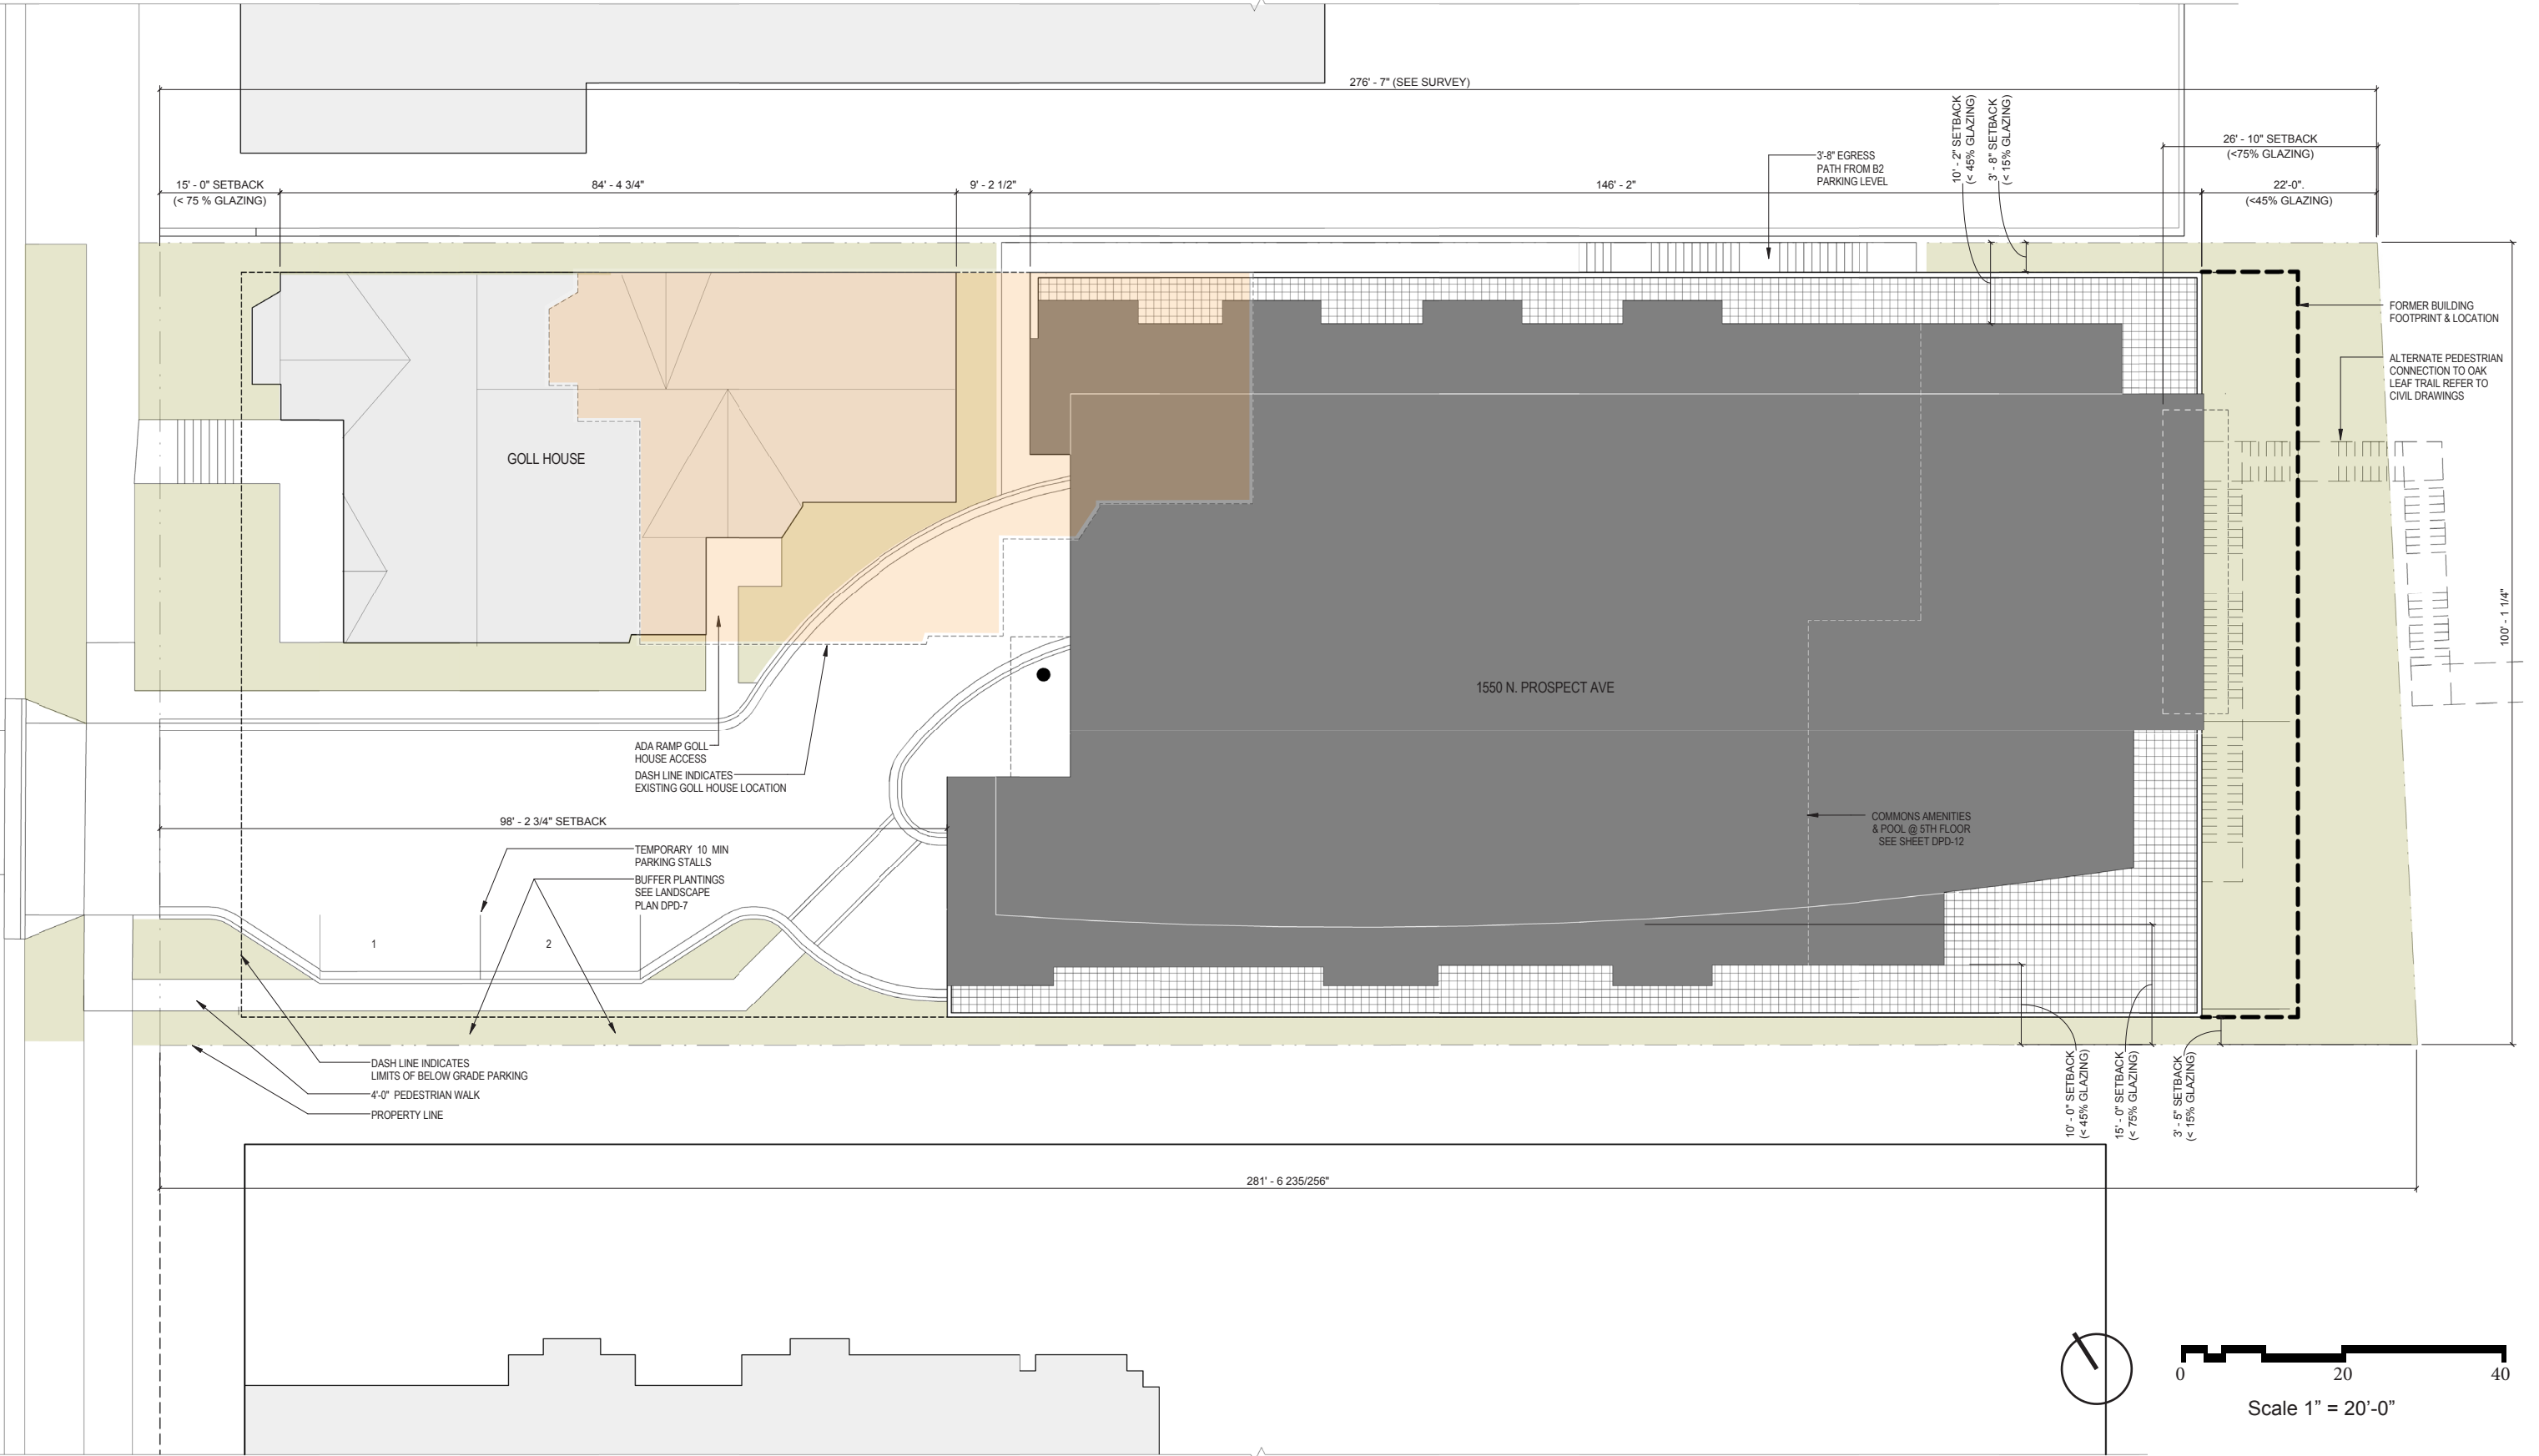 276' - 7" (SEE SURVEY)
10' - 2" SETBACK
(< 45% GLAZING)
3' - 8" SETBACK
(< 15% GLAZING)
26' - 10" SETBACK
(<75% GLAZING)
3'-8" EGRESS
PATH FROM B2
PARKING LEVEL
15' - 0" SETBACK
(< 75 % GLAZING)
84' - 4 3/4"
9' - 2 1/2"
146' - 2"
22'-0".
(<45% GLAZING)
FORMER BUILDING
FOOTPRINT & LOCATION
ALTERNATE PEDESTRIAN
CONNECTION TO OAK
LEAF TRAIL REFER TO
CIVIL DRAWINGS
GOLL HOUSE
100' - 1 1/4"
1550 N. PROSPECT AVE
ADA RAMP GOLL
HOUSE ACCESS
DASH LINE INDICATES
EXISTING GOLL HOUSE LOCATION
98' - 2 3/4" SETBACK
COMMONS AMENITIES
& POOL @ 5TH FLOOR
SEE SHEET DPD-12
TEMPORARY 10 MIN
PARKING STALLS
BUFFER PLANTINGS
SEE LANDSCAPE
PLAN DPD-7
1
2
DASH LINE INDICATES
LIMITS OF BELOW GRADE PARKING
4'-0" PEDESTRIAN WALK
PROPERTY LINE
10' - 0" SETBACK
(< 45% GLAZING)
15' - 0" SETBACK
(< 75% GLAZING)
3' - 5" SETBACK
(< 15% GLAZING)
281' - 6 235/256"
0
20
40
Scale 1” = 20’-0”